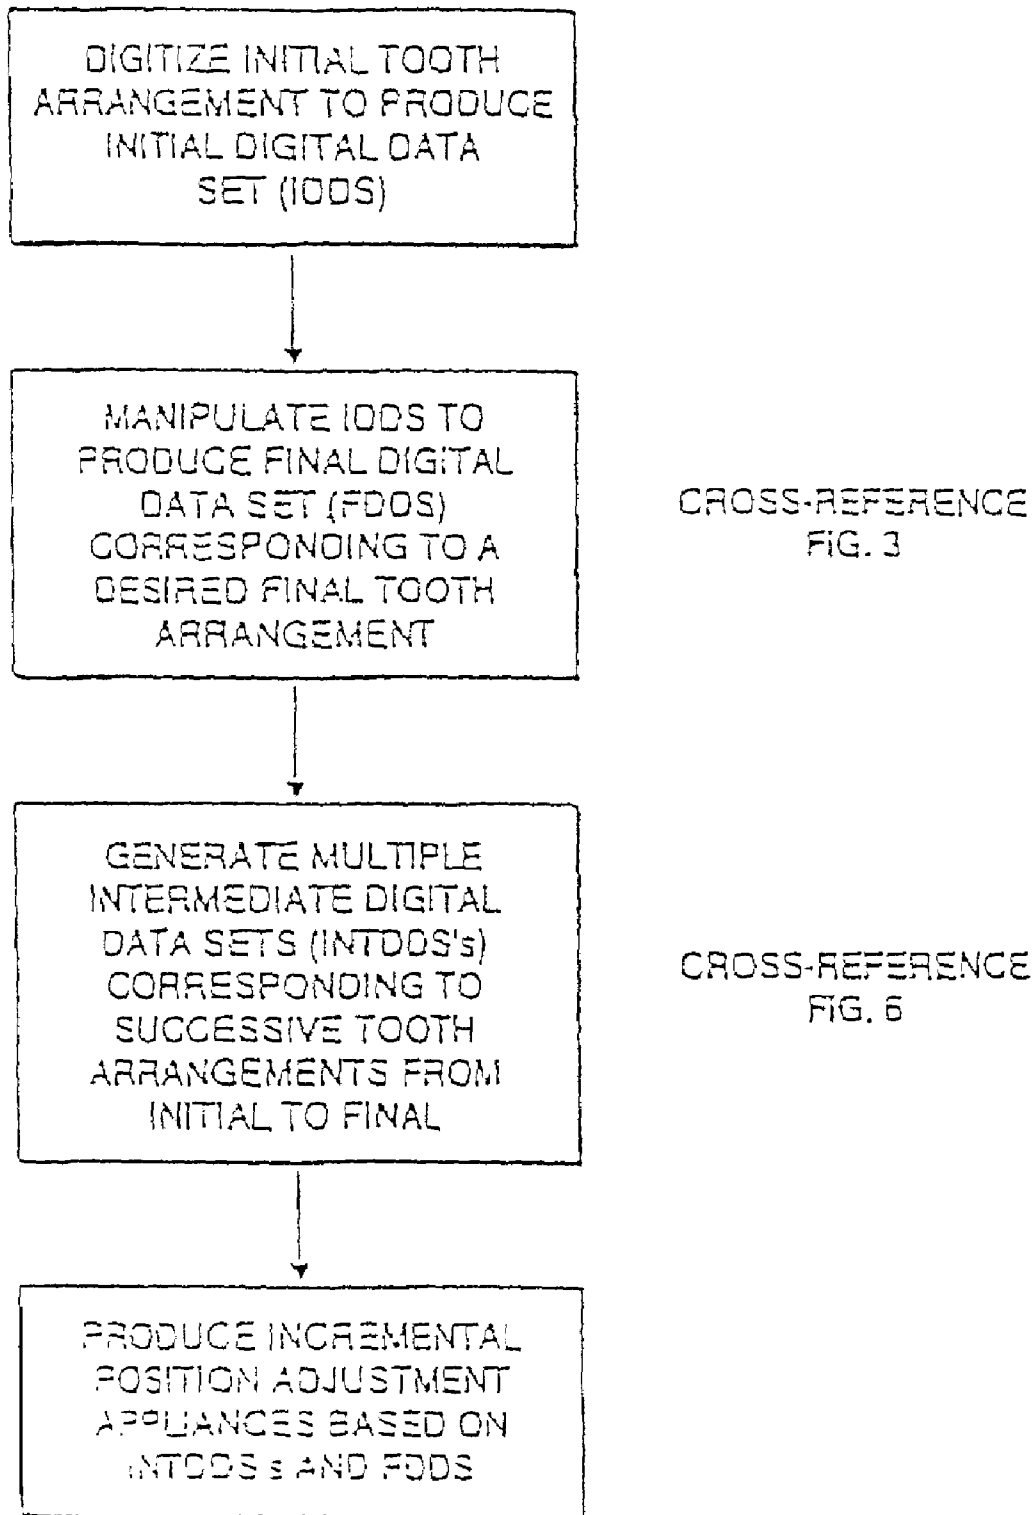 DIGITIZE INITIAL TOOTH
ARRANGEMENT TO PRODUCE
INITIAL DIGITAL DATA
SET (IDDS)
MANIPULATE IDDS TO
PRODUCE FINAL DIGITAL
DATA SET (FDDS)
CORRESPONDING TO A
DESIRED FINAL TOOTH
ARRANGEMENT
CROSS-REFERENCE
FIG. 3
GENERATE MULTIPLE
INTERMEDIATE DIGITAL
DATA SETS (INTDDS's)
CORRESPONDING TO
SUCCESSIVE TOOTH
ARRANGEMENTS FROM
INITIAL TO FINAL
CROSS-REFERENCE
FIG. 6
PRODUCE INCREMENTAL
POSITION ADJUSTMENT
APPLIANCES BASED ON
INTDDS's AND FDDS